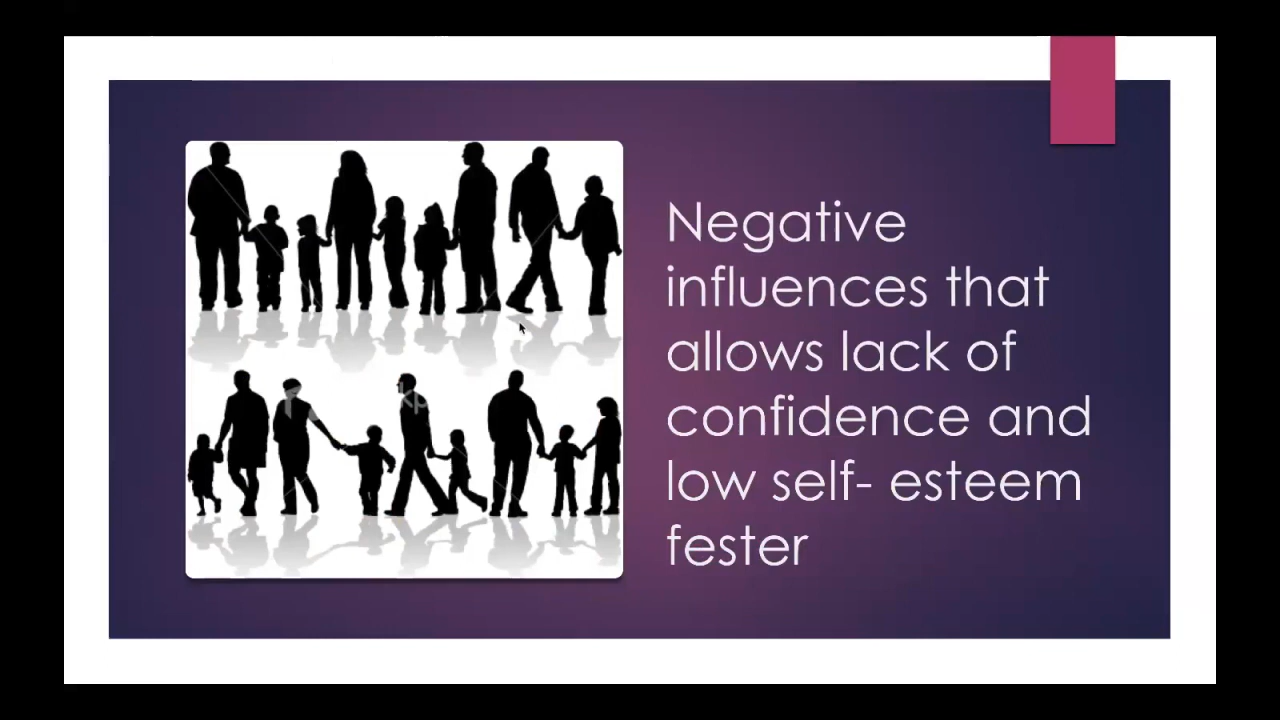 Negative
influences that
allows lack of
confidence and
low self- esteem
fester